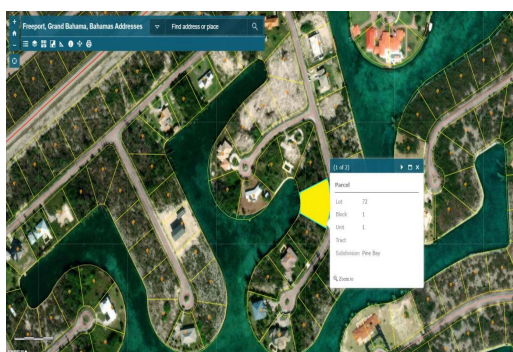 Freeport, Grand Bahama, Bahamas Addresses
Find address or place
(1 of 2)
Parcel
Lot 72
Block 1
Unit 1
Tract
Subdivision Pine Bay
Zoom to